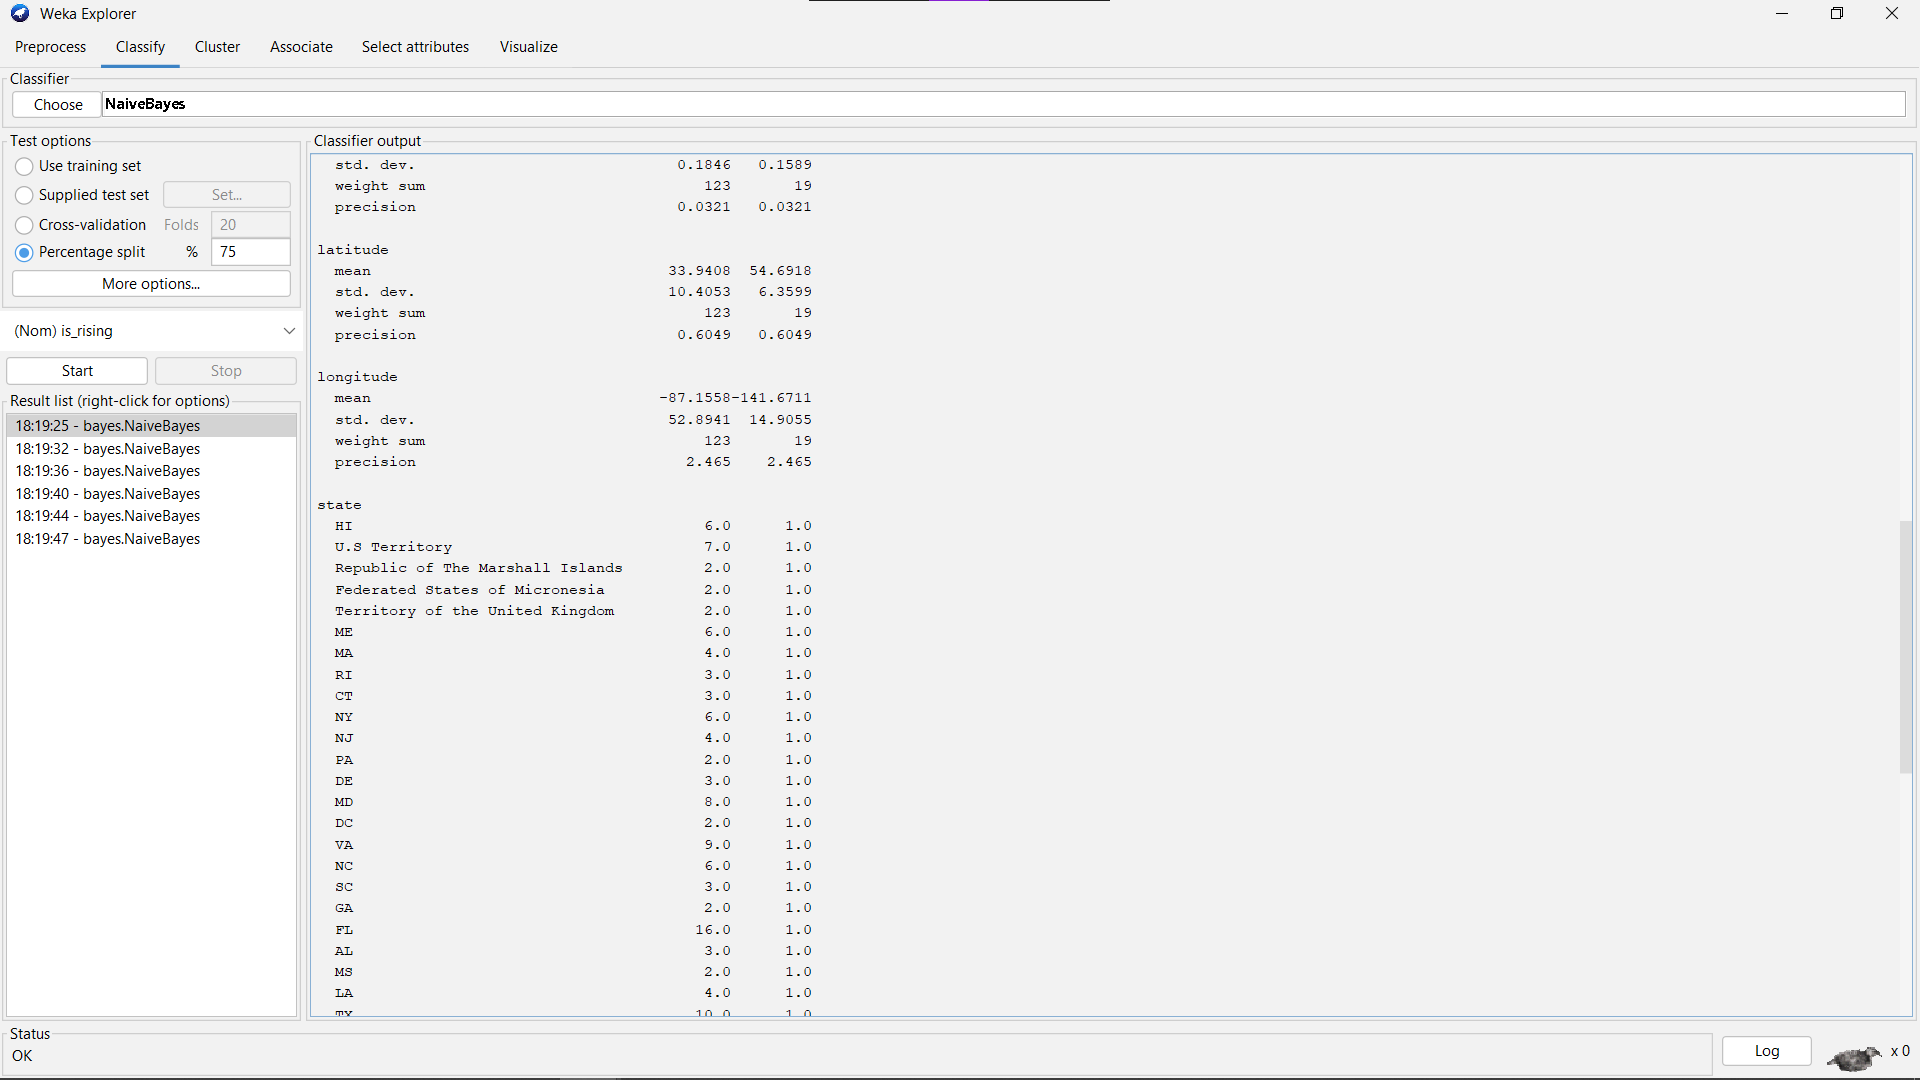 Weka Explorer
Preprocess Classify Cluster Associate Select attributes Visualize
Classifier
Choose NaiveBayes
Test options
Use training set
Supplied test set Set...
Cross-validation Folds 20
Percentage split % 75
More options...
(Nom) is_rising
Start Stop
Result list (right-click for options)
18:19:25 - bayes.NaiveBayes
18:19:32 - bayes.NaiveBayes
18:19:36 - bayes.NaiveBayes
18:19:40 - bayes.NaiveBayes
18:19:44 - bayes.NaiveBayes
18:19:47 - bayes.NaiveBayes
Classifier output
std. dev. 0.1846 0.1589
weight sum 123 19
precision 0.0321 0.0321
latitude
mean 33.9408 54.6918
std. dev. 10.4053 6.3599
weight sum 123 19
precision 0.6049 0.6049
longitude
mean -87.1558-141.6711
std. dev. 52.8941 14.9055
weight sum 123 19
precision 2.465 2.465
state
HI 6.0 1.0
U.S Territory 7.0 1.0
Republic of The Marshall Islands 2.0 1.0
Federated States of Micronesia 2.0 1.0
Territory of the United Kingdom 2.0 1.0
ME 6.0 1.0
MA 4.0 1.0
RI 3.0 1.0
CT 3.0 1.0
NY 6.0 1.0
NJ 4.0 1.0
PA 2.0 1.0
DE 3.0 1.0
MD 8.0 1.0
DC 2.0 1.0
VA 9.0 1.0
NC 6.0 1.0
SC 3.0 1.0
GA 2.0 1.0
FL 16.0 1.0
AL 3.0 1.0
MS 2.0 1.0
LA 4.0 1.0
TX 10.0 1.0
Status
OK
Log x 0